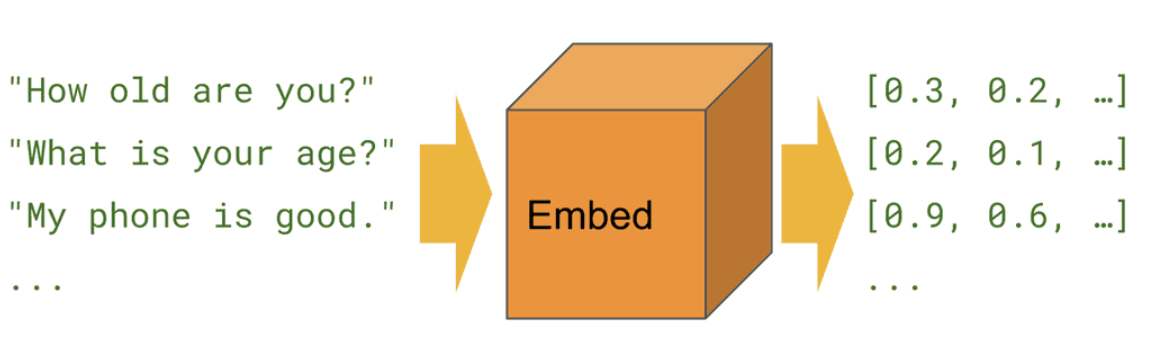 "How old are you?"
"What is your age?"
"My phone is good."
...
Embed
[0.3, 0.2, …]
[0.2, 0.1, …]
[0.9, 0.6, …]
...